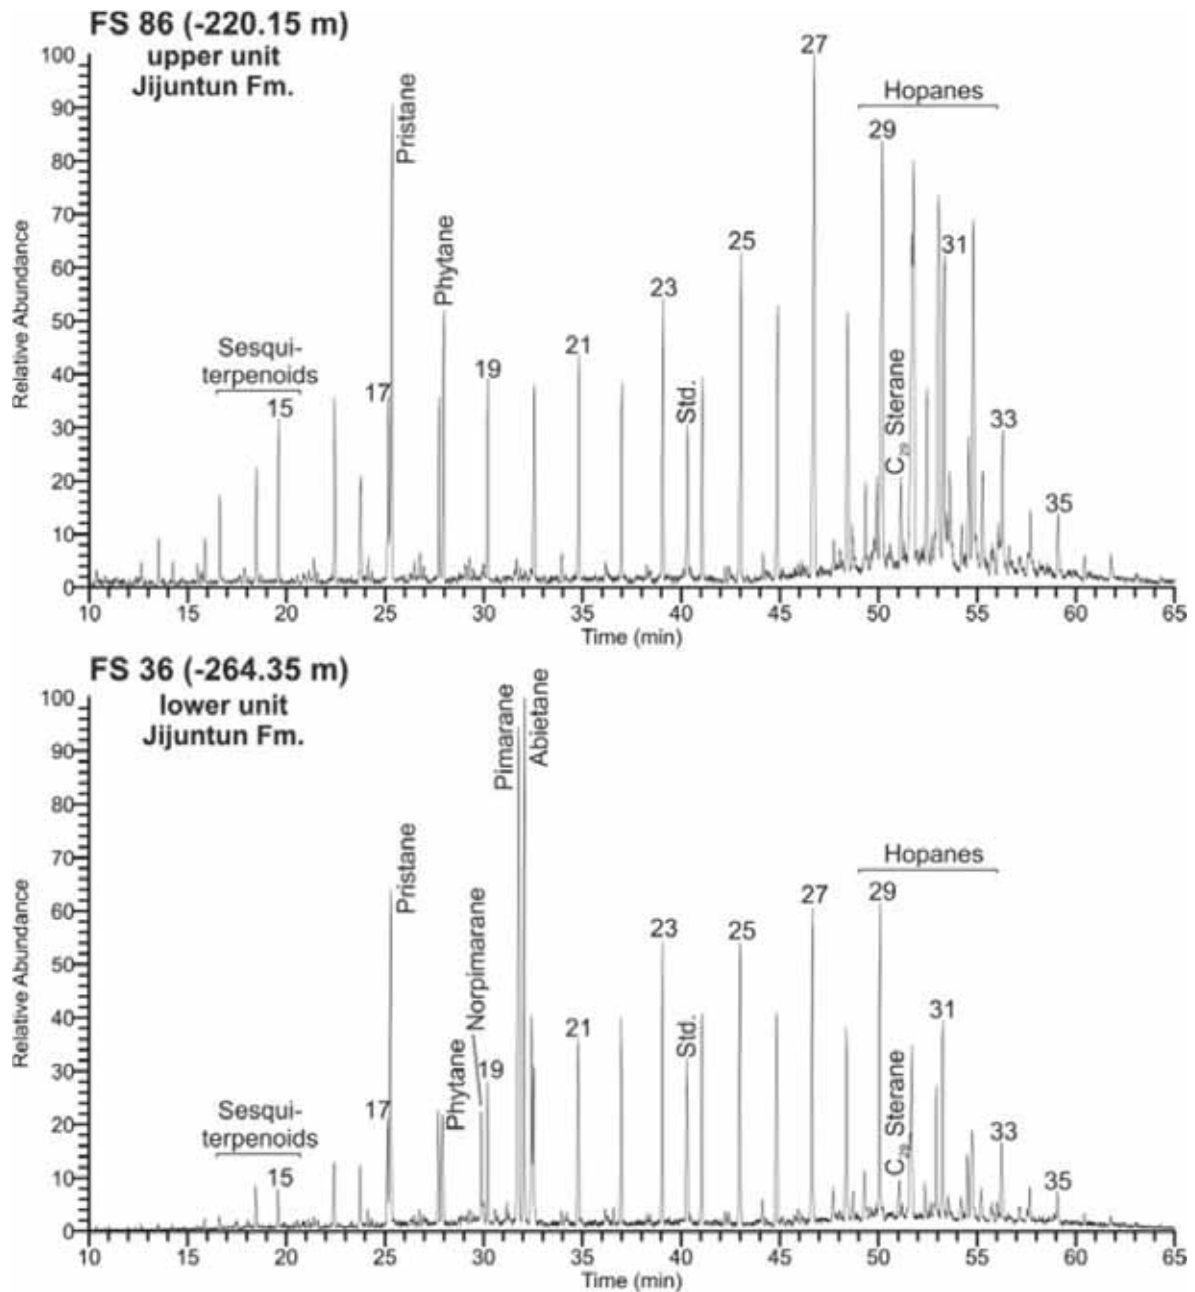 FS 86 (-220.15 m)
upper unit
Jijuntun Fm.
Relative Abundance
100
90
80
70
60
50
40
30
20
10
0
Sesqui-
terpenoids
15
17
Pristane
Phytane
19
21
23
Std.
25
27
Hopanes
29
C29 Sterane
31
33
35
10 15 20 25 30 35 40 45 50 55 60 65
Time (min)
FS 36 (-264.35 m)
lower unit
Jijuntun Fm.
Relative Abundance
100
90
80
70
60
50
40
30
20
10
0
Sesqui-
terpenoids
15
17
Pristane
Phytane
Norpimarane
19
Pimarane
Abietane
21
23
Std.
25
27
Hopanes
29
C29 Sterane
31
33
35
10 15 20 25 30 35 40 45 50 55 60 65
Time (min)